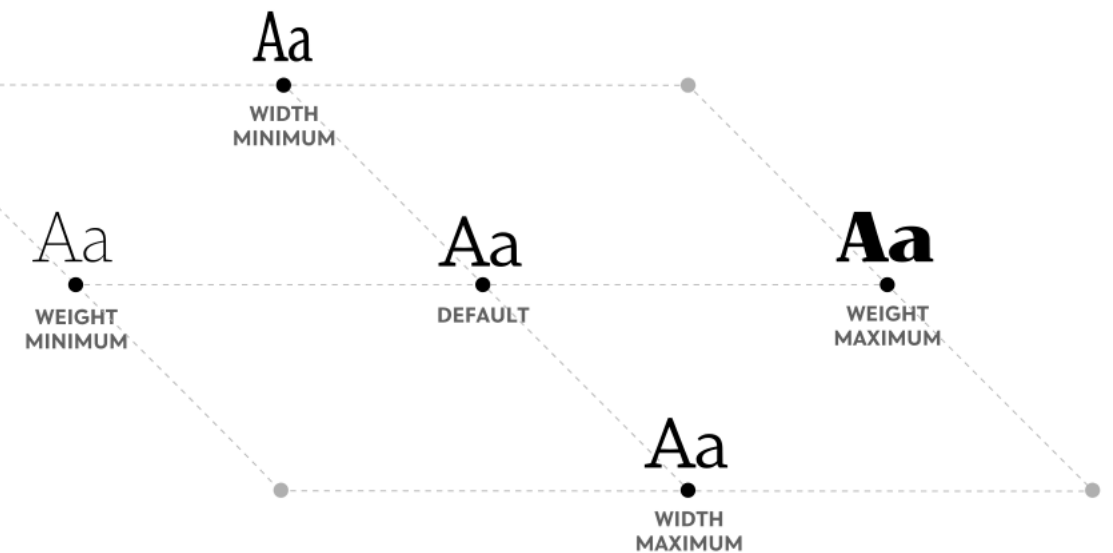 Aa
WIDTH
MINIMUM
Aa
WEIGHT
MINIMUM
Aa
DEFAULT
Aa
WEIGHT
MAXIMUM
Aa
WIDTH
MAXIMUM